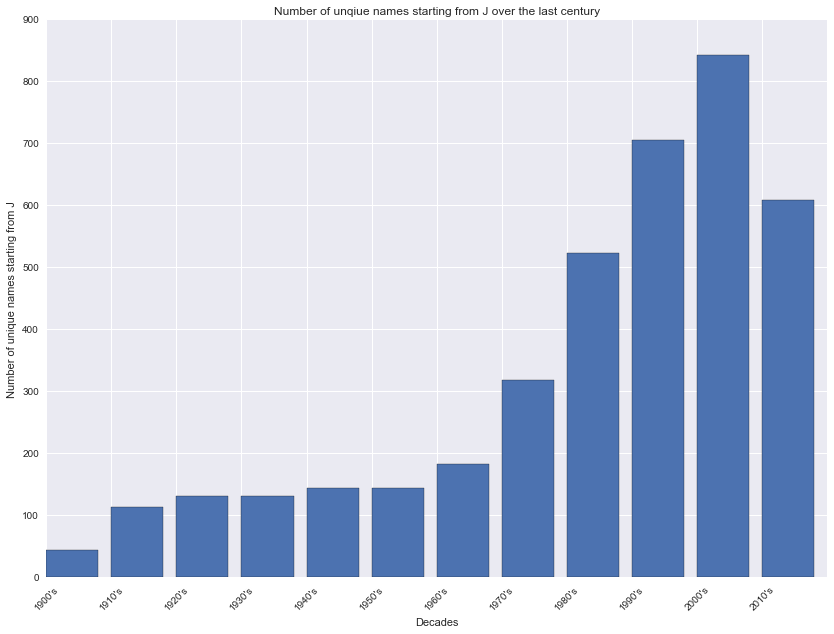 Number of unqiue names starting from J over the last century
Number of unique names starting from J
900
800
700
600
500
400
300
200
100
0
1900's
1910's
1920's
1930's
1940's
1950's
1960's
1970's
1980's
1990's
2000's
2010's
Decades